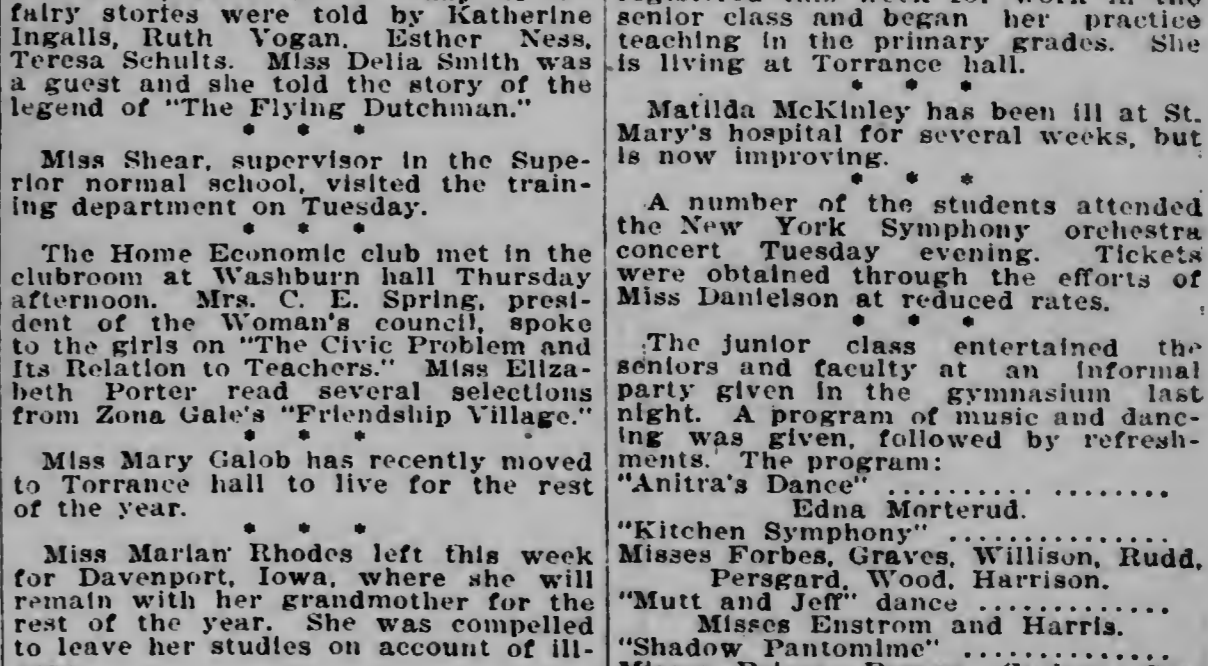 fairy stories were told by Katherine
Ingalls, Ruth Vogan, Esther Ness,
Teresa Schults. Miss Delia Smith was
a guest and she told the story of the
legend of "The Flying Dutchman."
* * *
Miss Shear, supervisor in the Supe-
rior normal school, visited the train-
ing department on Tuesday.
* * *
The Home Economic club met in the
clubroom at Washburn hall Thursday
afternoon. Mrs. C. E. Spring, presi-
dent of the Woman's council, spoke
to the girls on "The Civic Problem and
Its Relation to Teachers." Miss Eliza-
beth Porter read several selections
from Zona Gale's "Friendship Village."
* * *
Miss Mary Galob has recently moved
to Torrance hall to live for the rest
of the year.
* * *
Miss Marian Rhodes left this week
for Davenport, Iowa, where she will
remain with her grandmother for the
rest of the year. She was compelled
to leave her studies on account of ill-
senior class and began her practice
teaching in the primary grades. She
is living at Torrance hall.
* * *
Matilda McKinley has been ill at St.
Mary's hospital for several weeks, but
is now improving.
* * *
A number of the students attended
the New York Symphony orchestra
concert Tuesday evening. Tickets
were obtained through the efforts of
Miss Danielson at reduced rates.
* * *
The junior class entertained the
seniors and faculty at an informal
party given in the gymnasium last
night. A program of music and danc-
ing was given, followed by refresh-
ments. The program:
"Anitra's Dance" .......... ........
Edna Morterud.
"Kitchen Symphony" ...............
Misses Forbes, Graves, Willison, Rudd,
Persgard, Wood, Harrison.
"Mutt and Jeff" dance .............
Misses Enstrom and Harris.
"Shadow Pantomime" ..............